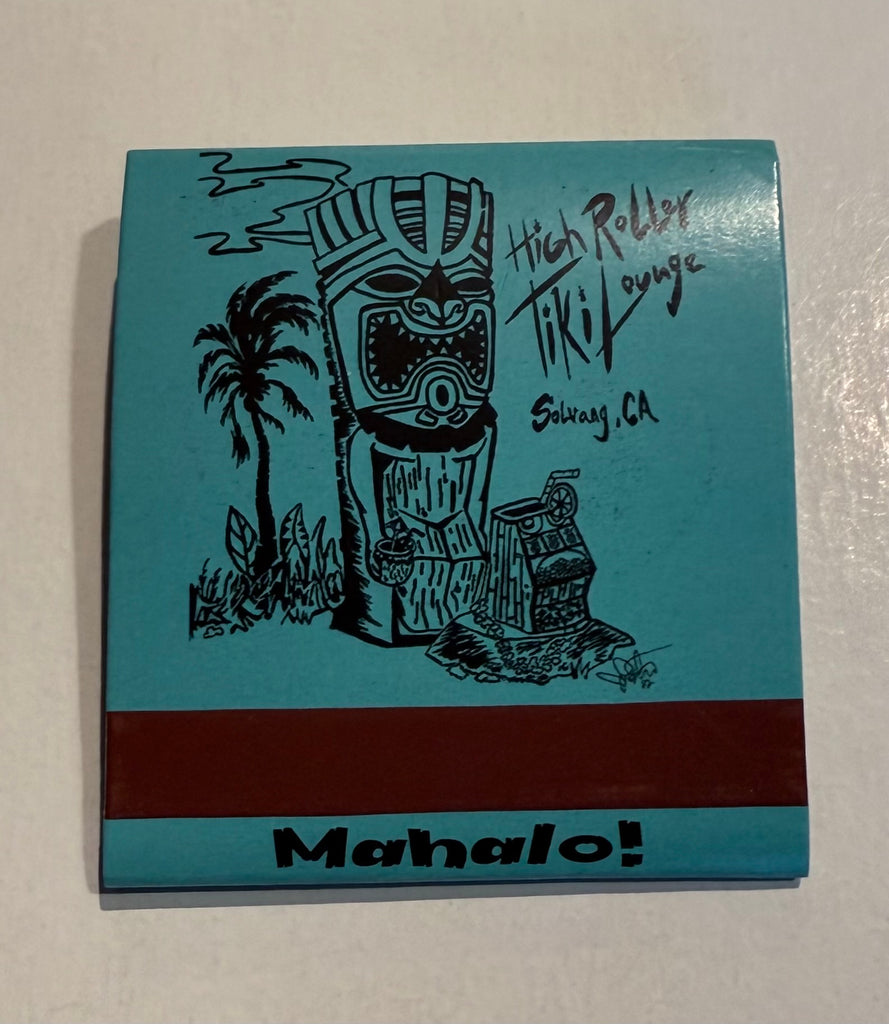 High Roller
Tiki Lounge
Solvang, CA
Mahalo!